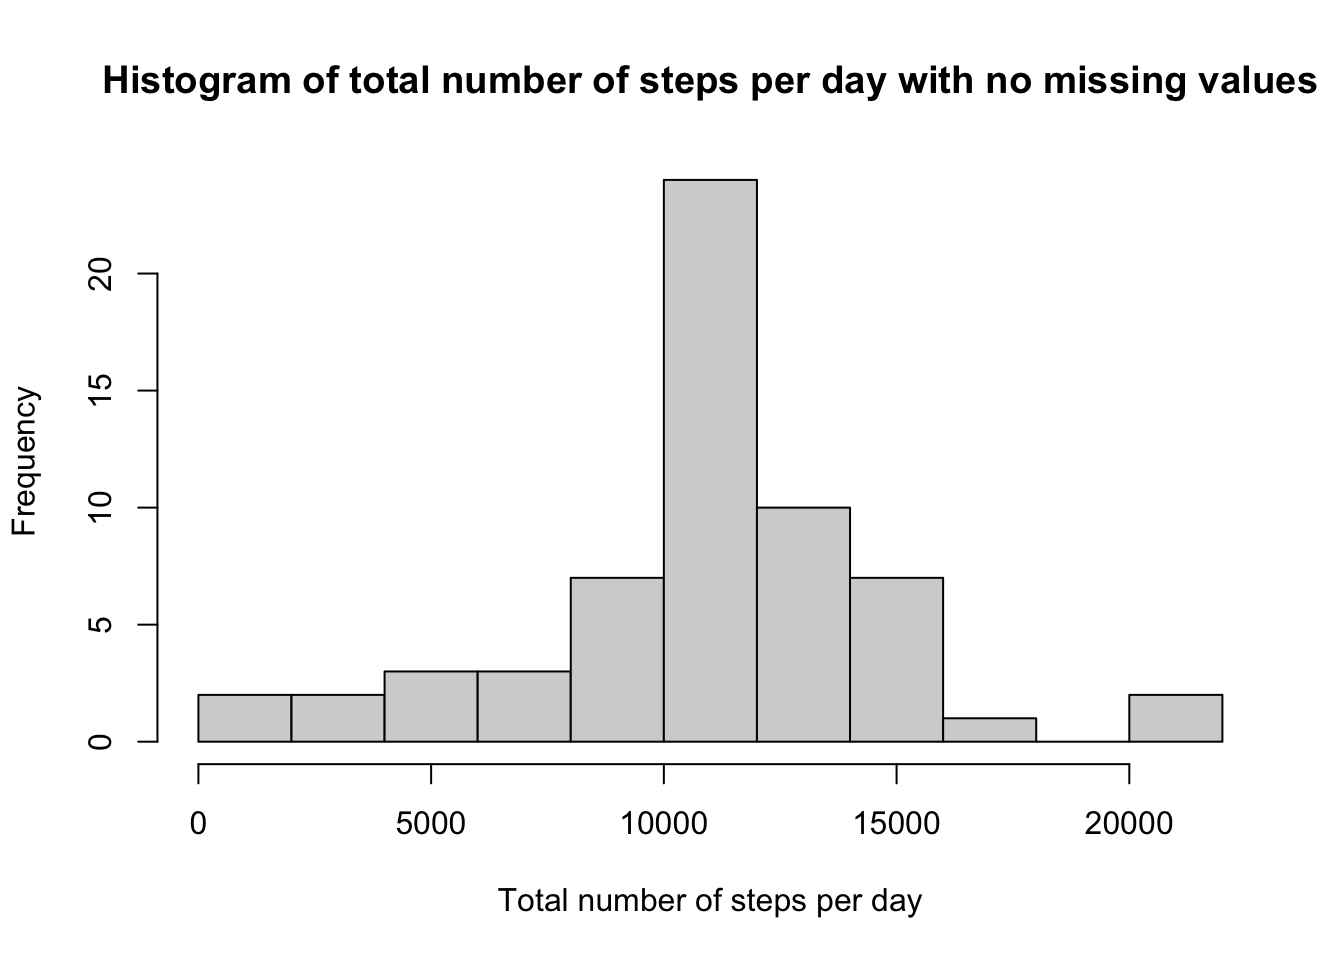 Histogram of total number of steps per day with no missing values
Frequency
20
15
10
5
0
0 5000 10000 15000 20000
Total number of steps per day